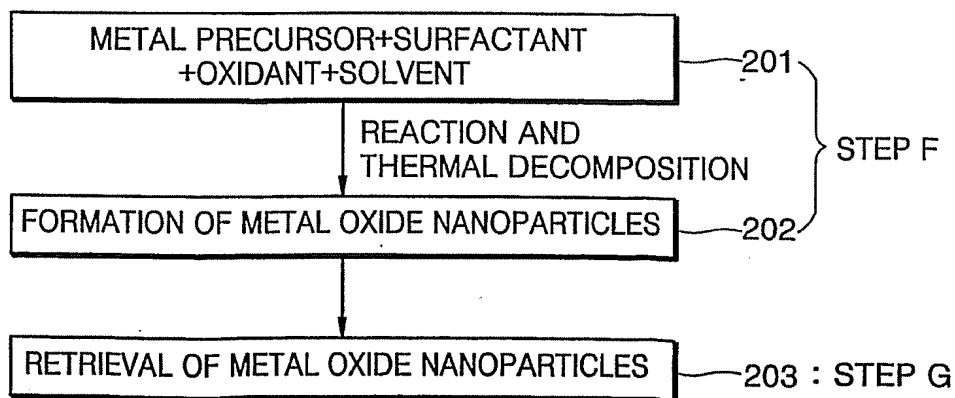 METAL PRECURSOR+SURFACTANT
+OXIDANT+SOLVENT
201
REACTION AND
THERMAL DECOMPOSITION
STEP F
FORMATION OF METAL OXIDE NANOPARTICLES
202
RETRIEVAL OF METAL OXIDE NANOPARTICLES
203 : STEP G